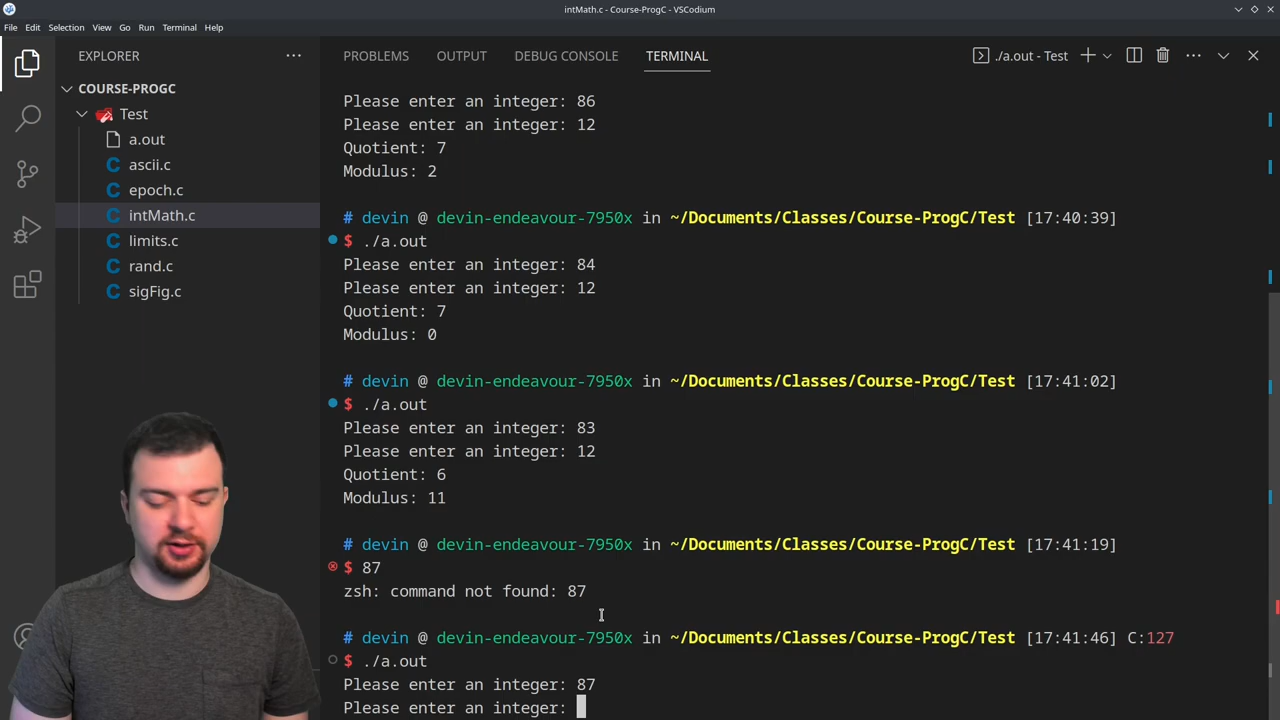 intMath.c - Course-ProgC - VSCodium
File Edit Selection View Go Run Terminal Help
EXPLORER
COURSE-PROGC
Test
a.out
ascii.c
epoch.c
intMath.c
limits.c
rand.c
sigFig.c
PROBLEMS OUTPUT DEBUG CONSOLE TERMINAL
./a.out - Test
Please enter an integer: 86
Please enter an integer: 12
Quotient: 7
Modulus: 2
# devin @ devin-endeavour-7950x in ~/Documents/Classes/Course-ProgC/Test [17:40:39]
$ ./a.out
Please enter an integer: 84
Please enter an integer: 12
Quotient: 7
Modulus: 0
# devin @ devin-endeavour-7950x in ~/Documents/Classes/Course-ProgC/Test [17:41:02]
$ ./a.out
Please enter an integer: 83
Please enter an integer: 12
Quotient: 6
Modulus: 11
# devin @ devin-endeavour-7950x in ~/Documents/Classes/Course-ProgC/Test [17:41:19]
$ 87
zsh: command not found: 87
# devin @ devin-endeavour-7950x in ~/Documents/Classes/Course-ProgC/Test [17:41:46] C:127
$ ./a.out
Please enter an integer: 87
Please enter an integer: